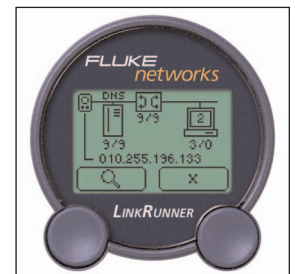 FLUKE
networks
DNS
9/9
2
9/9
3/0
010.255.196.133
X
LINKRUNNER